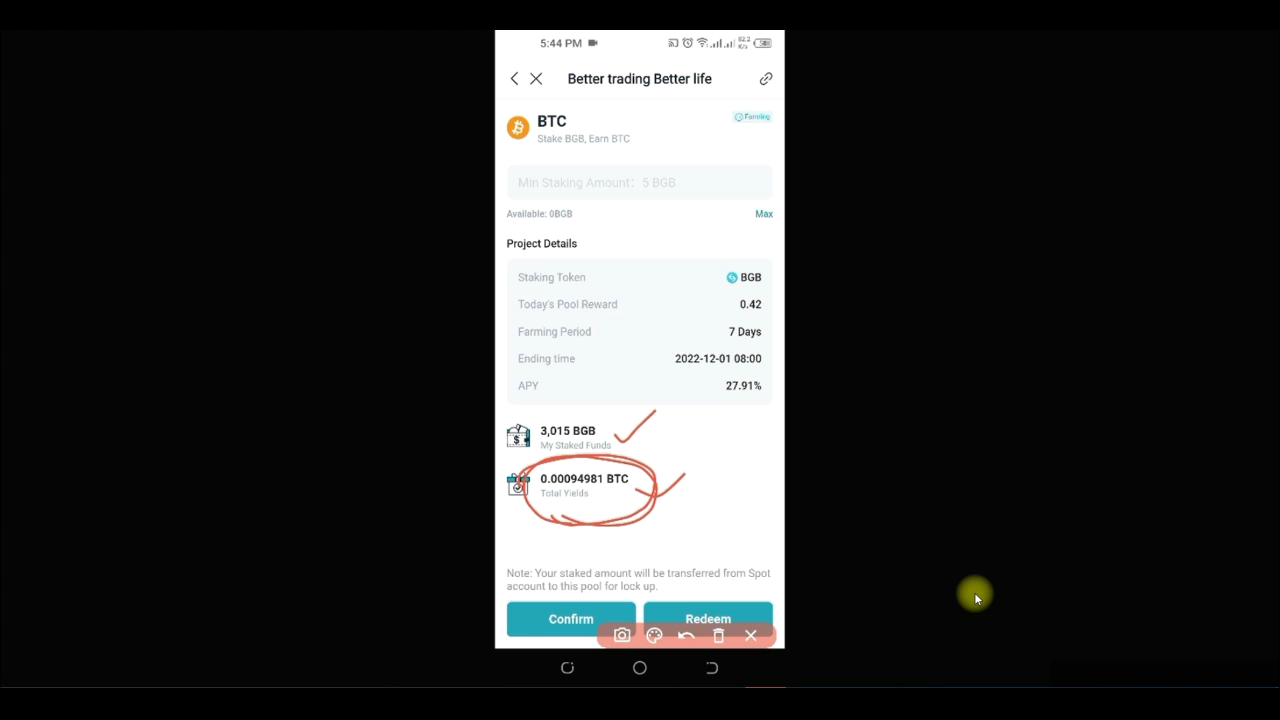 5:44 PM
82.2
K/s
58
Better trading Better life
BTC
Farming
Stake BGB, Earn BTC
Min Staking Amount: 5 BGB
Available: 0BGB
Max
Project Details
Staking Token
BGB
Today's Pool Reward
0.42
Farming Period
7 Days
Ending time
2022-12-01 08:00
APY
27.91%
3,015 BGB
My Staked Funds
0.00094981 BTC
Total Yields
Note: Your staked amount will be transferred from Spot
account to this pool for lock up.
Confirm
Redeem